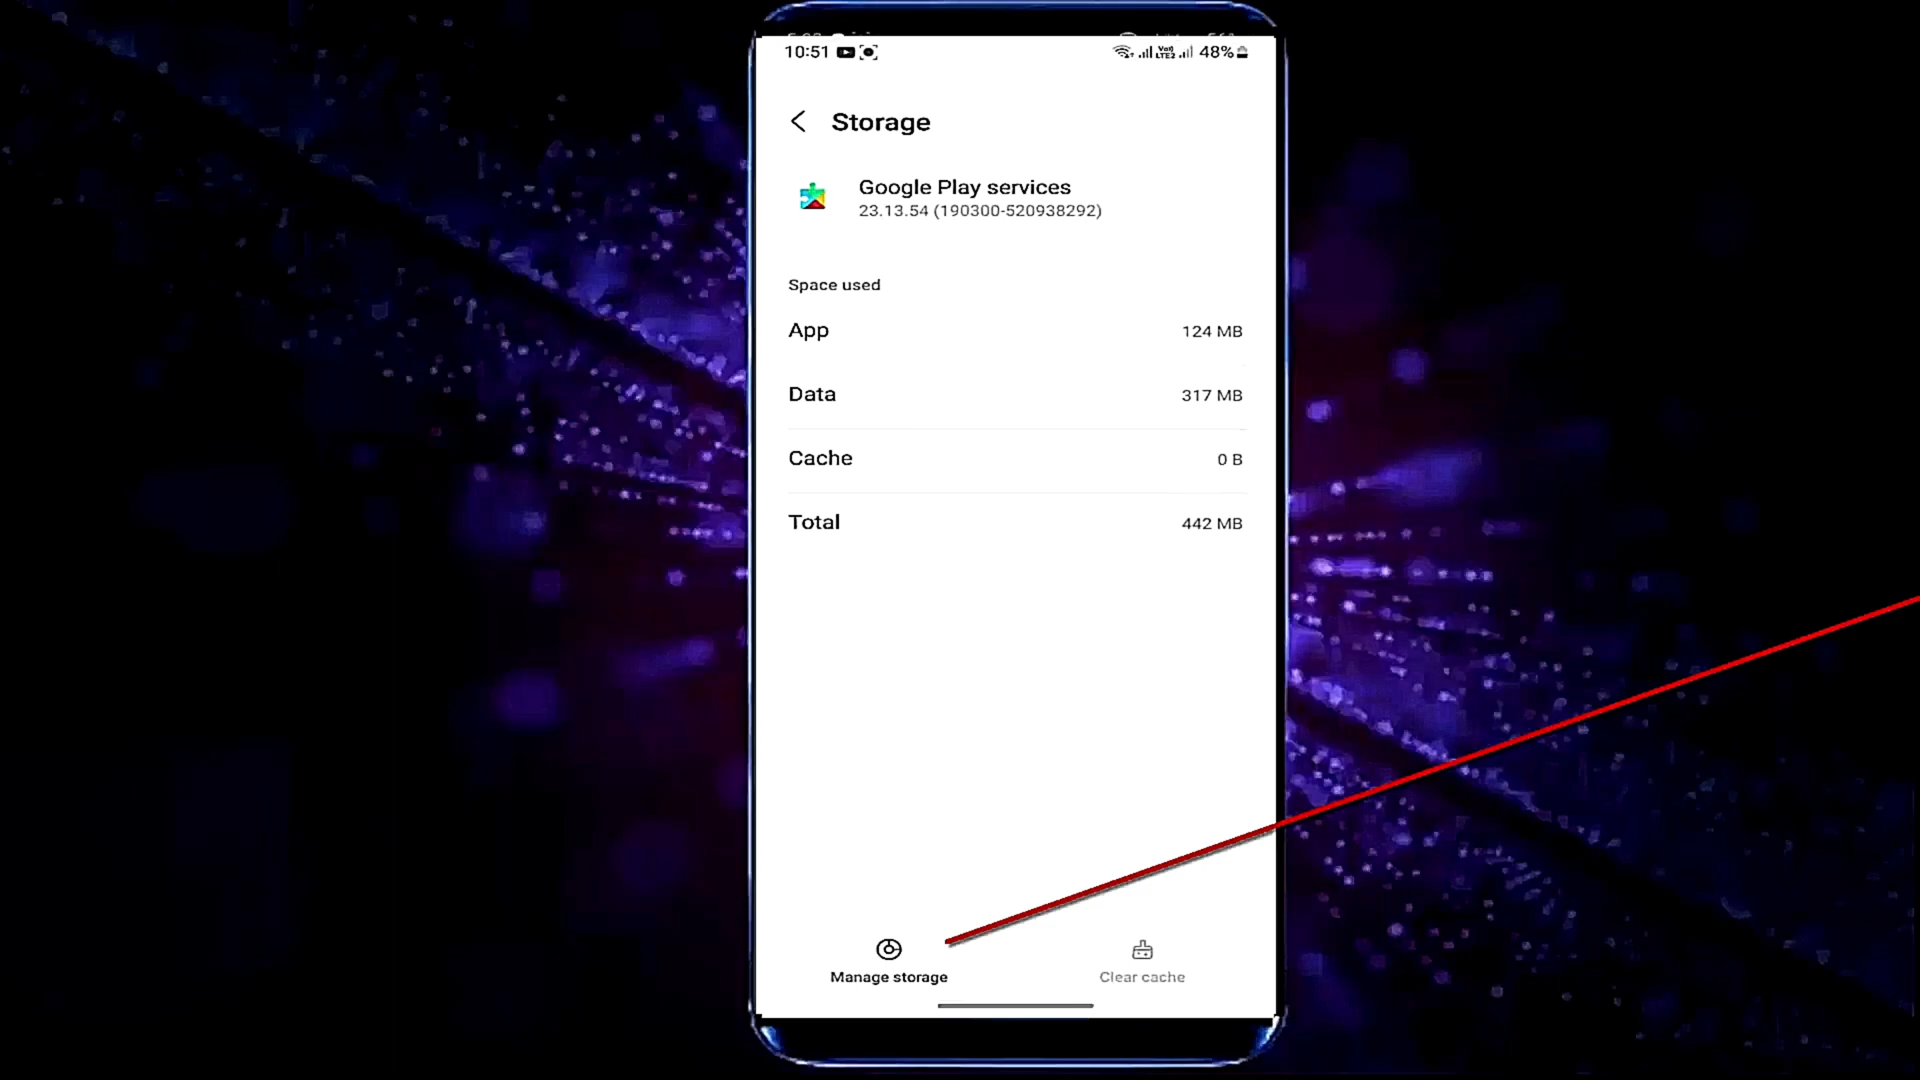 10:51 48%
Storage
Google Play services
23.13.54 (190300-520938292)
Space used
App 124 MB
Data 317 MB
Cache 0 B
Total 442 MB
Manage storage Clear cache